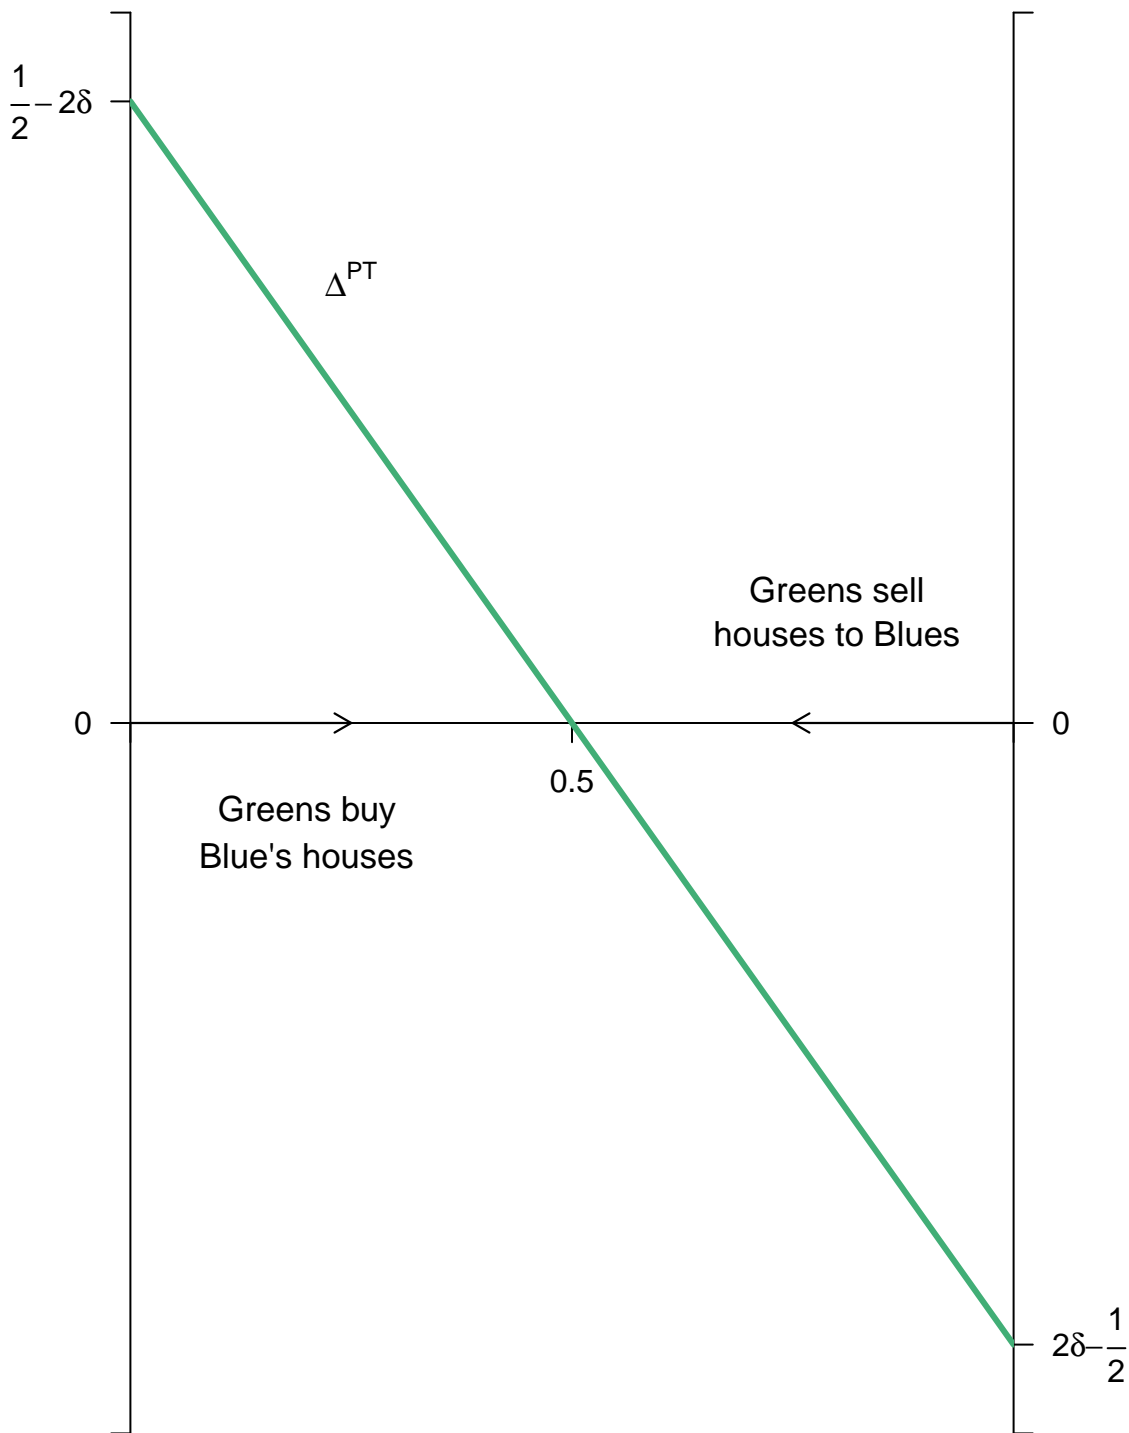 1/2 − 2δ
Δ^PT
Greens sell
houses to Blues
0
0
0.5
Greens buy
Blue's houses
2δ−1/2